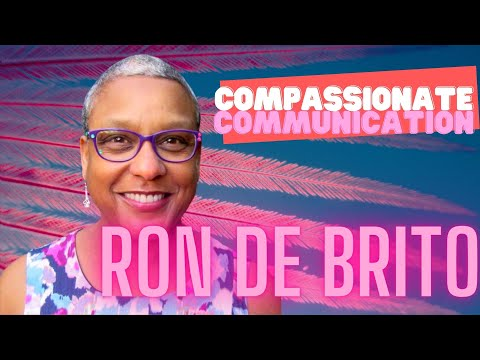 COMPASSIONATE
COMMUNICATION
RON DE BRITO